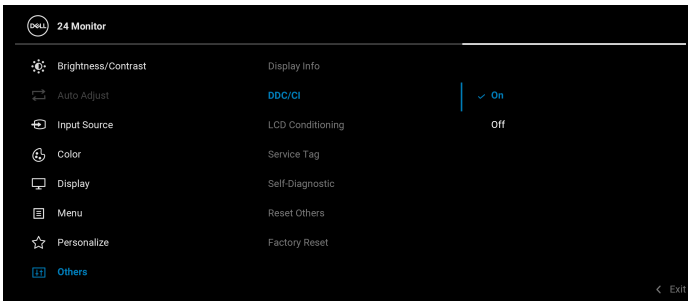 DELL 24 Monitor
Brightness/Contrast Display Info
Auto Adjust DDC/CI On
Input Source LCD Conditioning Off
Color Service Tag
Display Self-Diagnostic
Menu Reset Others
Personalize Factory Reset
Others
Exit